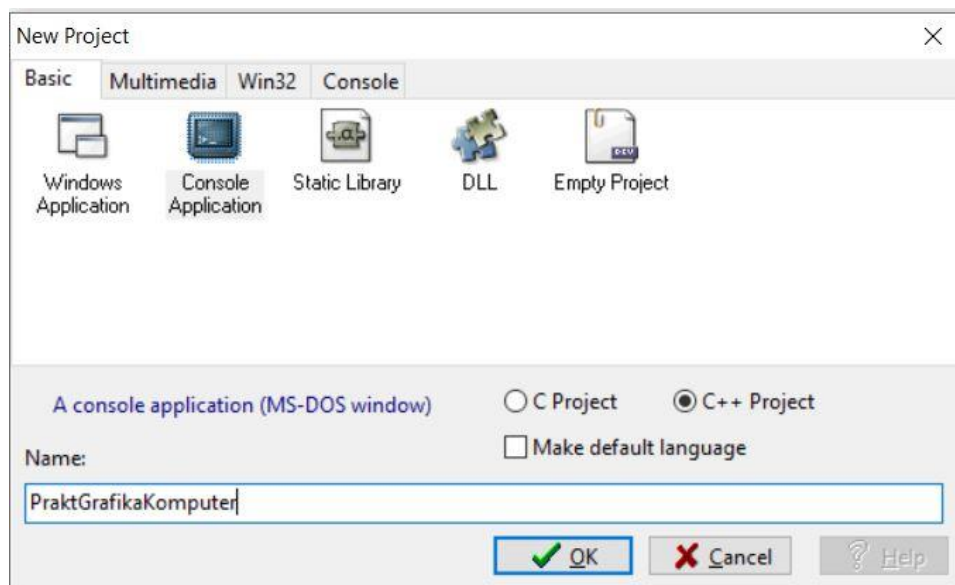 New Project
Basic Multimedia Win32 Console
Windows Application
Console Application
Static Library
DLL
Empty Project
A console application (MS-DOS window)
C Project C++ Project
Make default language
Name:
PraktGrafikaKomputer
OK Cancel Help